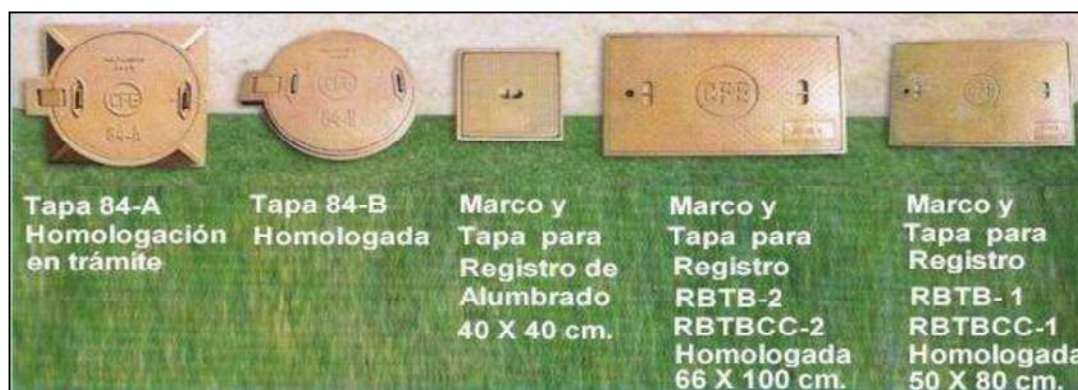 CFE
84-A
CFE
84-B
CFE
CFE
Tapa 84-A
Homologación
en trámite
Tapa 84-B
Homologada
Marco y
Tapa para
Registro de
Alumbrado
40 X 40 cm.
Marco y
Tapa para
Registro
RBTB-2
RBTBCC-2
Homologada
66 X 100 cm.
Marco y
Tapa para
Registro
RBTB-1
RBTBCC-1
Homologada
50 X 80 cm.